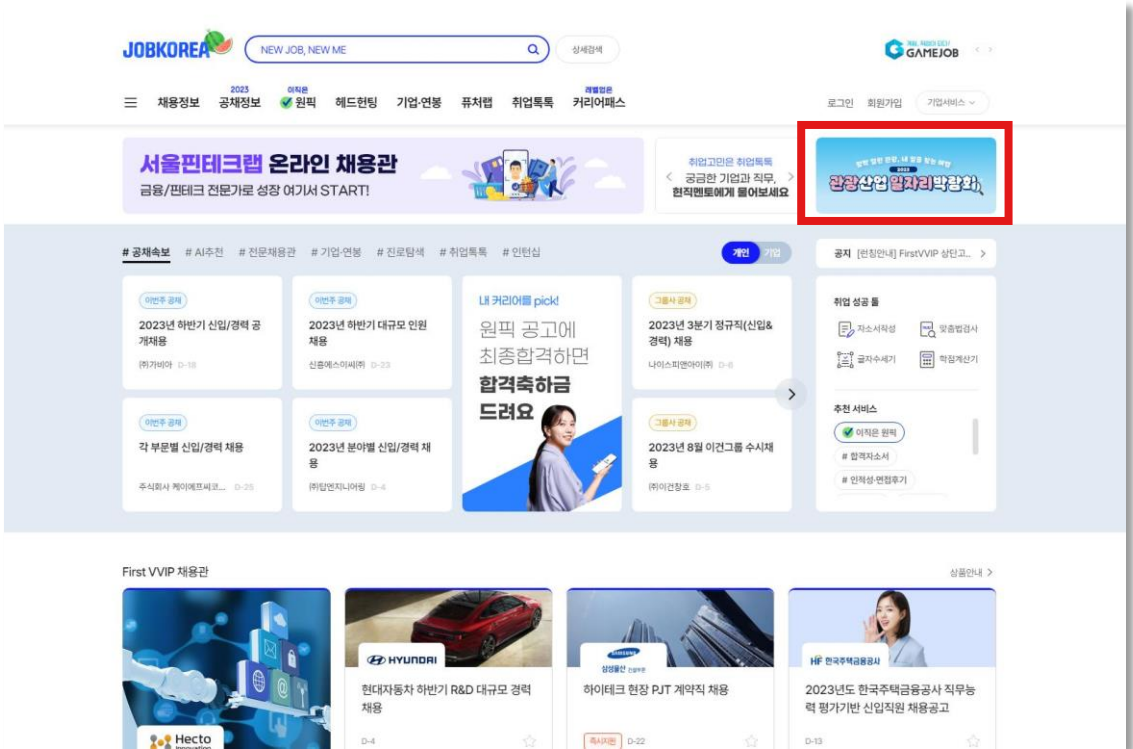 JOBKOREA
NEW JOB, NEW ME
상세검색
GAMEJOB
채용정보
2023
공채정보
이직은
원픽
헤드헌팅
기업·연봉
퓨처랩
취업톡톡
레벨업은
커리어패스
로그인
회원가입
기업서비스
서울핀테크랩 온라인 채용관
금융/핀테크 전문가로 성장 여기서 START!
취업고민은 취업톡톡
궁금한 기업과 직무,
현직멘토에게 물어보세요
2023
관광산업 일자리박람회
# 공채속보
# AI추천
# 전문채용관
# 기업·연봉
# 진로탐색
# 취업톡톡
# 인턴십
개인
기업
공지 [런칭안내] FirstVVIP 상단고...
이번주 공채
2023년 하반기 신입/경력 공
개채용
㈜가비아 D-18
이번주 공채
2023년 하반기 대규모 인원
채용
신흥에스이씨㈜ D-23
내 커리어를 pick!
원픽 공고에
최종합격하면
합격축하금
드려요
그룹사 공채
2023년 3분기 정규직(신입&
경력) 채용
나이스피앤아이㈜ D-6
이번주 공채
각 부문별 신입/경력 채용
주식회사 케이에프씨코... D-25
이번주 공채
2023년 분야별 신입/경력 채
용
㈜탑엔지니어링 D-4
그룹사 공채
2023년 8월 이건그룹 수시채
용
㈜이건창호 D-5
취업 성공 툴
자소서작성
맞춤법검사
글자수세기
학점계산기
추천 서비스
이직은 원픽
# 합격자소서
# 인적성·면접후기
First VVIP 채용관
상품안내
Hecto
Innovation
HYUNDAI
현대자동차 하반기 R&D 대규모 경력
채용
D-4
SAMSUNG
삼성물산 건설부문
하이테크 현장 PJT 계약직 채용
즉시지원 D-22
HF 한국주택금융공사
2023년도 한국주택금융공사 직무능
력 평가기반 신입직원 채용공고
D-13